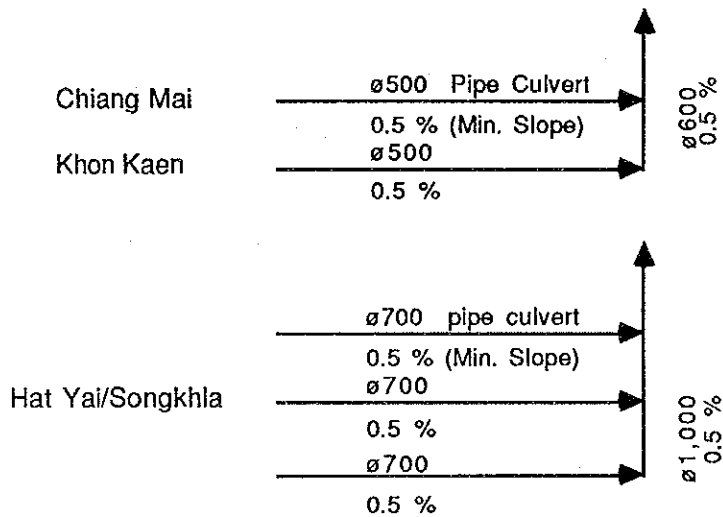 Chiang Mai
ø500 Pipe Culvert
0.5 % (Min. Slope)
Khon Kaen
ø500
0.5 %
ø600
0.5 %
ø700 pipe culvert
0.5 % (Min. Slope)
Hat Yai/Songkhla
ø700
0.5 %
ø700
0.5 %
ø1,000
0.5 %